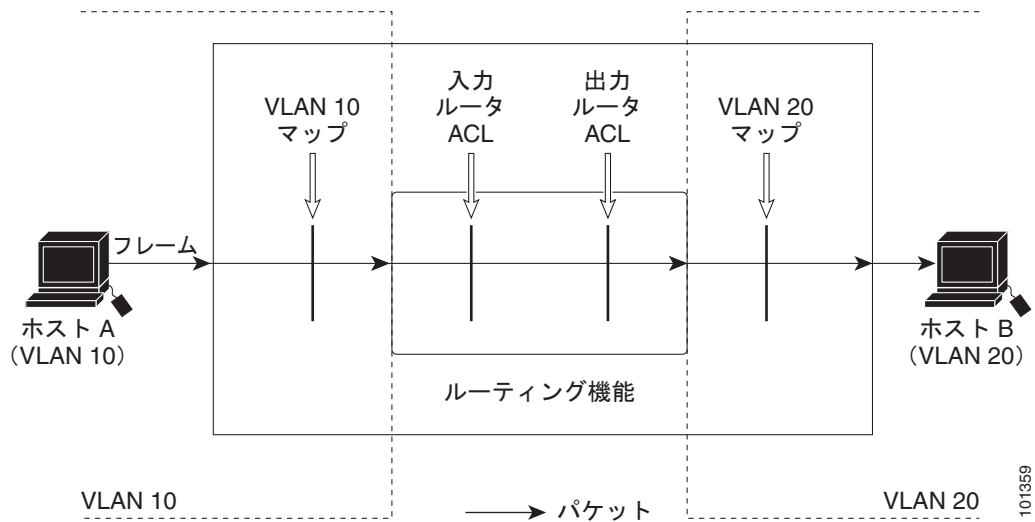 VLAN 10
マップ
入力
ルータ
ACL
出力
ルータ
ACL
VLAN 20
マップ
フレーム
ホスト A
（VLAN 10）
ホスト B
（VLAN 20）
ルーティング機能
VLAN 10
パケット
VLAN 20
101359